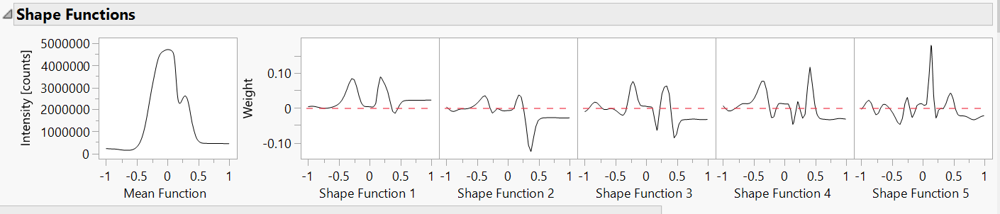 Shape Functions
Intensity [counts]
5000000
4000000
3000000
2000000
1000000
0
-1 -0.5 0 0.5 1
Mean Function
Weight
0.10
0
-0.10
-1 -0.5 0 0.5 1
Shape Function 1
-1 -0.5 0 0.5 1
Shape Function 2
-1 -0.5 0 0.5 1
Shape Function 3
-1 -0.5 0 0.5 1
Shape Function 4
-1 -0.5 0 0.5 1
Shape Function 5